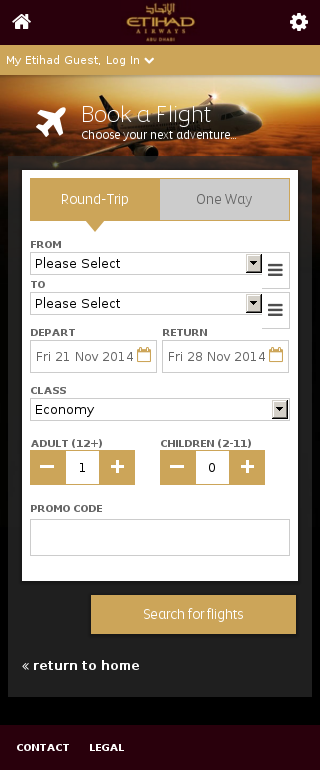 الإتحاد
ETIHAD
AIRWAYS
ABU DHABI
My Etihad Guest, Log In
Book a Flight
Choose your next adventure...
Round-Trip
One Way
FROM
Please Select
TO
Please Select
DEPART RETURN
Fri 21 Nov 2014 Fri 28 Nov 2014
CLASS
Economy
ADULT (12+) CHILDREN (2-11)
− 1 + − 0 +
PROMO CODE
Search for flights
« return to home
CONTACT LEGAL